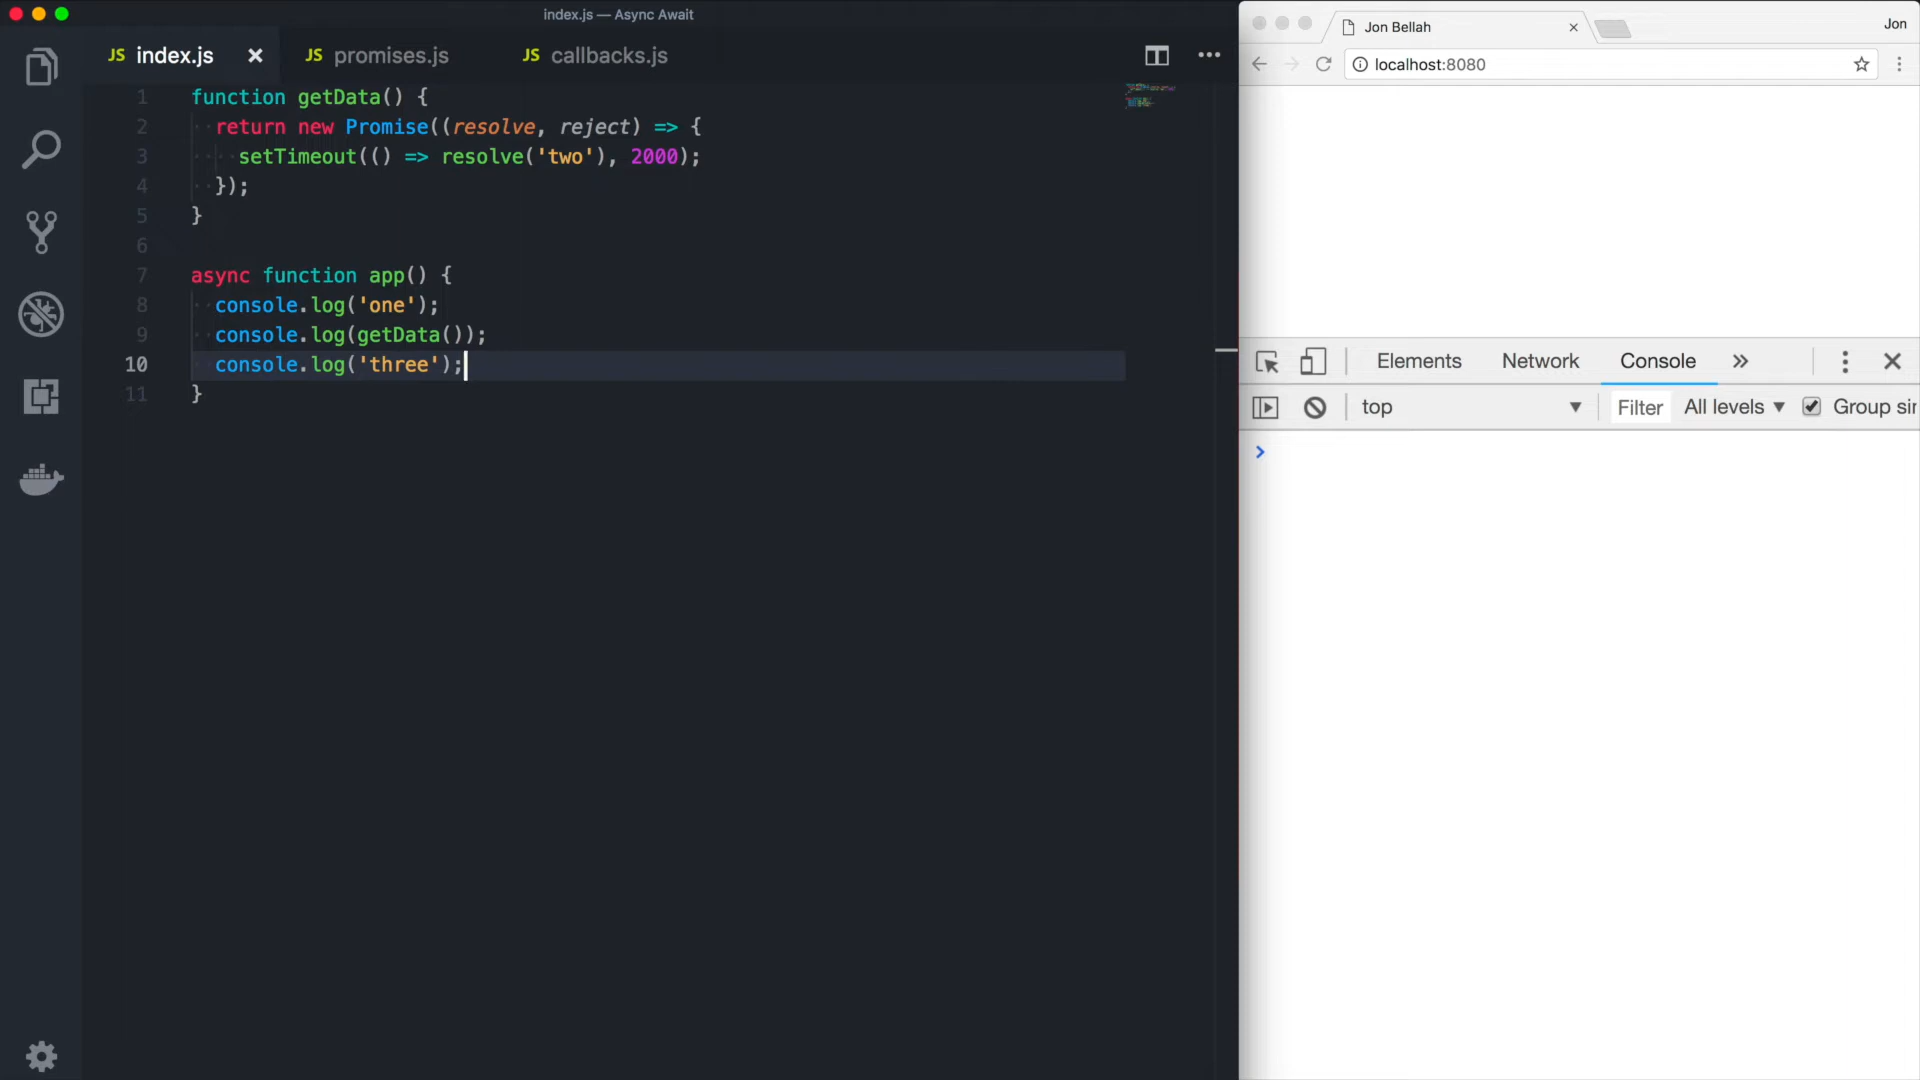 index.js — Async Await
JS index.js
JS promises.js
JS callbacks.js
1 function getData() {
2 return new Promise((resolve, reject) => {
3 setTimeout(() => resolve('two'), 2000);
4 });
5 }
6
7 async function app() {
8 console.log('one');
9 console.log(getData());
10 console.log('three');
11 }
Jon Bellah
Jon
localhost:8080
Elements Network Console
top Filter All levels Group sir